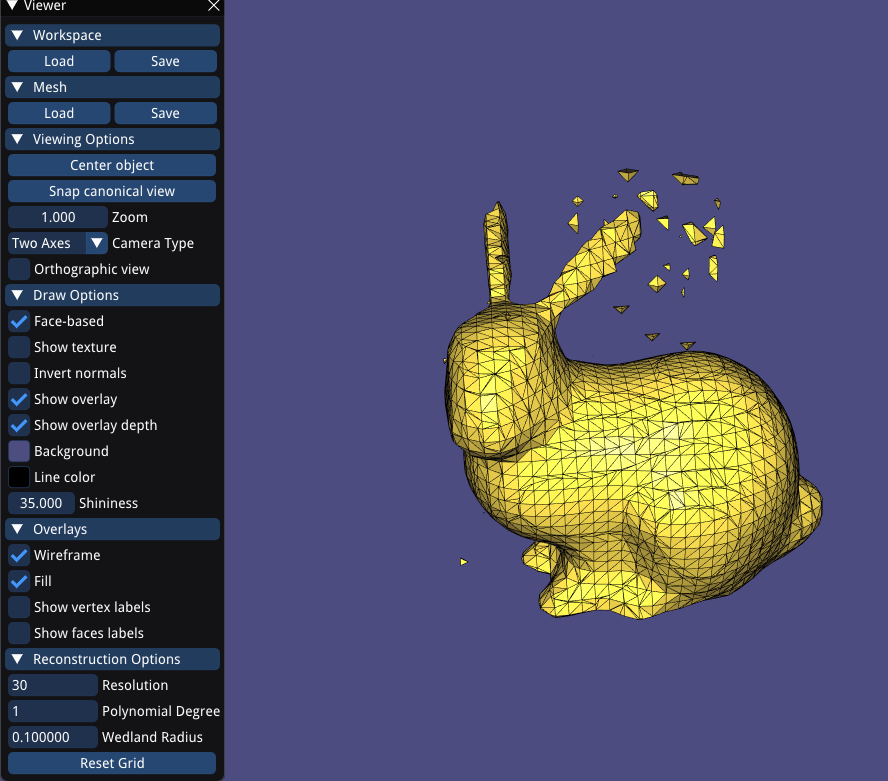 Viewer
Workspace
Load Save
Mesh
Load Save
Viewing Options
Center object
Snap canonical view
1.000 Zoom
Two Axes Camera Type
Orthographic view
Draw Options
Face-based
Show texture
Invert normals
Show overlay
Show overlay depth
Background
Line color
35.000 Shininess
Overlays
Wireframe
Fill
Show vertex labels
Show faces labels
Reconstruction Options
30 Resolution
1 Polynomial Degree
0.100000 Wedland Radius
Reset Grid